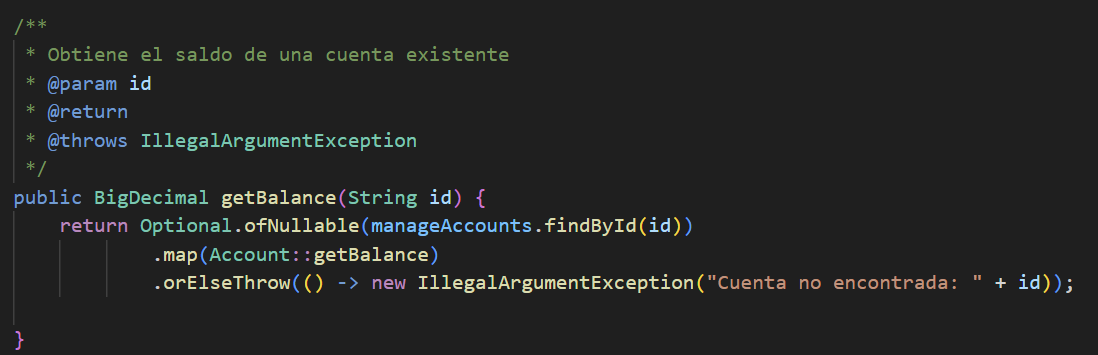 /**
 * Obtiene el saldo de una cuenta existente
 * @param id
 * @return
 * @throws IllegalArgumentException
 */
public BigDecimal getBalance(String id) {
    return Optional.ofNullable(manageAccounts.findById(id))
            .map(Account::getBalance)
            .orElseThrow(() -> new IllegalArgumentException("Cuenta no encontrada: " + id));
}